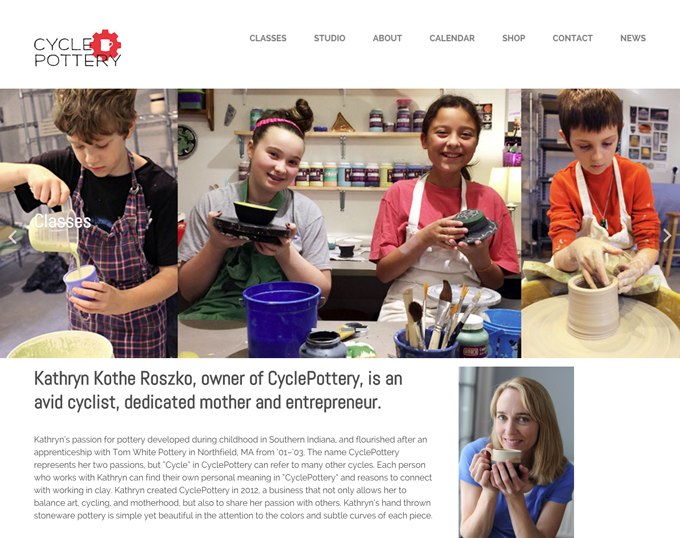 CYCLE
POTTERY
CLASSES STUDIO ABOUT CALENDAR SHOP CONTACT NEWS
Classes
Kathryn Kothe Roszko, owner of CyclePottery, is an
avid cyclist, dedicated mother and entrepreneur.
Kathryn's passion for pottery developed during childhood in Southern Indiana, and flourished after an
apprenticeship with Tom White Pottery in Northfield, MA from '01–'03. The name CyclePottery
represents her two passions, but "Cycle" in CyclePottery can refer to many other cycles. Each person
who works with Kathryn can find their own personal meaning in "CyclePottery" and reasons to connect
with working in clay. Kathryn created CyclePottery in 2012, a business that not only allows her to
balance art, cycling, and motherhood, but also to share her passion with others. Kathryn's hand thrown
stoneware pottery is simple yet beautiful in the attention to the colors and subtle curves of each piece.